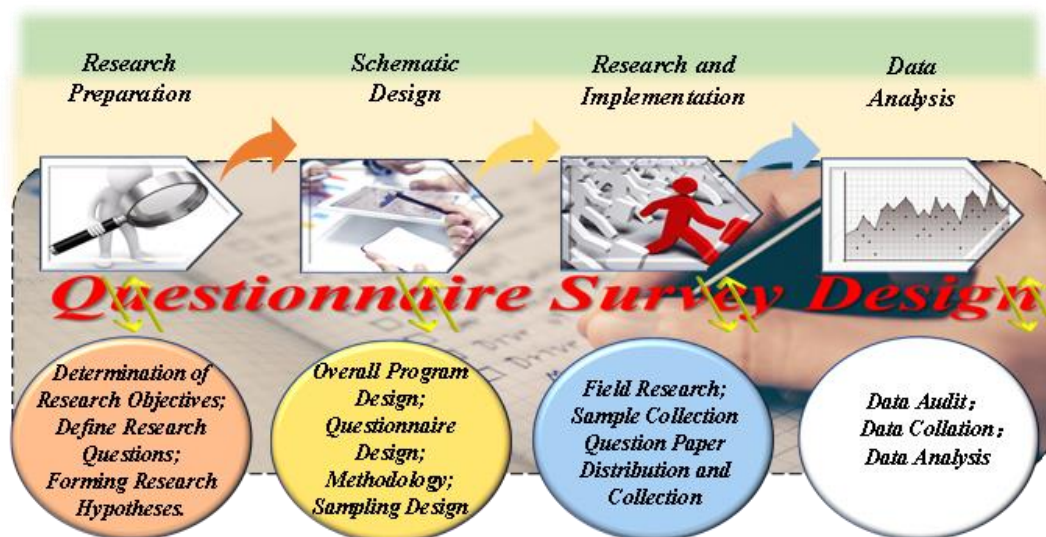 Research
Preparation
Schematic
Design
Research and
Implementation
Data
Analysis
Questionnaire Survey Design
Determination of
Research Objectives;
Define Research
Questions;
Forming Research
Hypotheses.
Overall Program
Design;
Questionnaire
Design;
Methodology;
Sampling Design
Field Research;
Sample Collection
Question Paper
Distribution and
Collection
Data Audit;
Data Collation;
Data Analysis